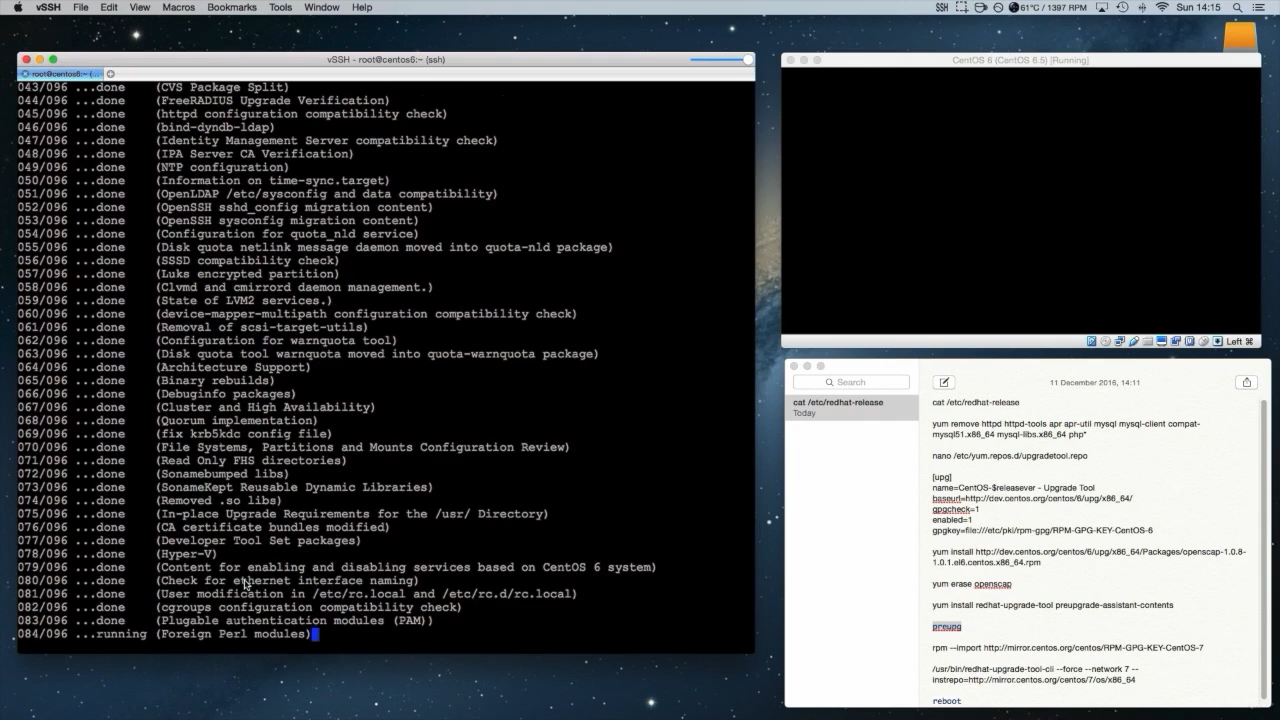 vSSH File Edit View Macros Bookmarks Tools Window Help
61°C / 1397 RPM Sun 14:15
vSSH - root@centos6:~ (ssh)
root@centos6:~ (...
043/096 ...done (CVS Package Split)
044/096 ...done (FreeRADIUS Upgrade Verification)
045/096 ...done (httpd configuration compatibility check)
046/096 ...done (bind-dyndb-ldap)
047/096 ...done (Identity Management Server compatibility check)
048/096 ...done (IPA Server CA Verification)
049/096 ...done (NTP configuration)
050/096 ...done (Information on time-sync.target)
051/096 ...done (OpenLDAP /etc/sysconfig and data compatibility)
052/096 ...done (OpenSSH sshd_config migration content)
053/096 ...done (OpenSSH sysconfig migration content)
054/096 ...done (Configuration for quota_nld service)
055/096 ...done (Disk quota netlink message daemon moved into quota-nld package)
056/096 ...done (SSSD compatibility check)
057/096 ...done (Luks encrypted partition)
058/096 ...done (Clvmd and cmirrord daemon management.)
059/096 ...done (State of LVM2 services.)
060/096 ...done (device-mapper-multipath configuration compatibility check)
061/096 ...done (Removal of scsi-target-utils)
062/096 ...done (Configuration for warnquota tool)
063/096 ...done (Disk quota tool warnquota moved into quota-warnquota package)
064/096 ...done (Architecture Support)
065/096 ...done (Binary rebuilds)
066/096 ...done (Debuginfo packages)
067/096 ...done (Cluster and High Availability)
068/096 ...done (Quorum implementation)
069/096 ...done (fix krb5kdc config file)
070/096 ...done (File Systems, Partitions and Mounts Configuration Review)
071/096 ...done (Read Only FHS directories)
072/096 ...done (Sonamebumped libs)
073/096 ...done (SonameKept Reusable Dynamic Libraries)
074/096 ...done (Removed .so libs)
075/096 ...done (In-place Upgrade Requirements for the /usr/ Directory)
076/096 ...done (CA certificate bundles modified)
077/096 ...done (Developer Tool Set packages)
078/096 ...done (Hyper-V)
079/096 ...done (Content for enabling and disabling services based on CentOS 6 system)
080/096 ...done (Check for ethernet interface naming)
081/096 ...done (User modification in /etc/rc.local and /etc/rc.d/rc.local)
082/096 ...done (cgroups configuration compatibility check)
083/096 ...done (Plugable authentication modules (PAM))
084/096 ...running (Foreign Perl modules)
CentOS 6 (CentOS 6.5) [Running]
Left ⌘
Search
cat /etc/redhat-release
Today
11 December 2016, 14:11
cat /etc/redhat-release
yum remove httpd httpd-tools apr apr-util mysql mysql-client compat-
mysql51.x86_64 mysql-libs.x86_64 php*
nano /etc/yum.repos.d/upgradetool.repo
[upg]
name=CentOS-$releasever - Upgrade Tool
baseurl=http://dev.centos.org/centos/6/upg/x86_64/
gpgcheck=1
enabled=1
gpgkey=file:///etc/pki/rpm-gpg/RPM-GPG-KEY-CentOS-6
yum install http://dev.centos.org/centos/6/upg/x86_64/Packages/openscap-1.0.8-
1.0.1.el6.centos.x86_64.rpm
yum erase openscap
yum install redhat-upgrade-tool preupgrade-assistant-contents
preupg
rpm --import http://mirror.centos.org/centos/RPM-GPG-KEY-CentOS-7
/usr/bin/redhat-upgrade-tool-cli --force --network 7 --
instrepo=http://mirror.centos.org/centos/7/os/x86_64
reboot